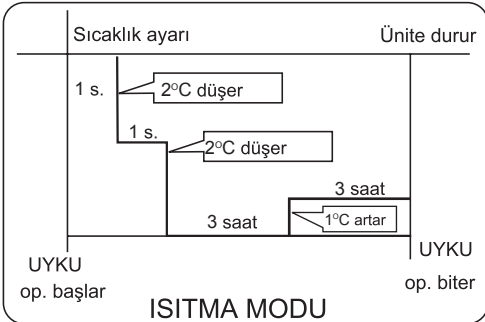 Sıcaklık ayarı
Ünite durur
1 s.
2°C düşer
1 s.
2°C düşer
3 saat
3 saat
1°C artar
UYKU
op. başlar
UYKU
op. biter
ISITMA MODU